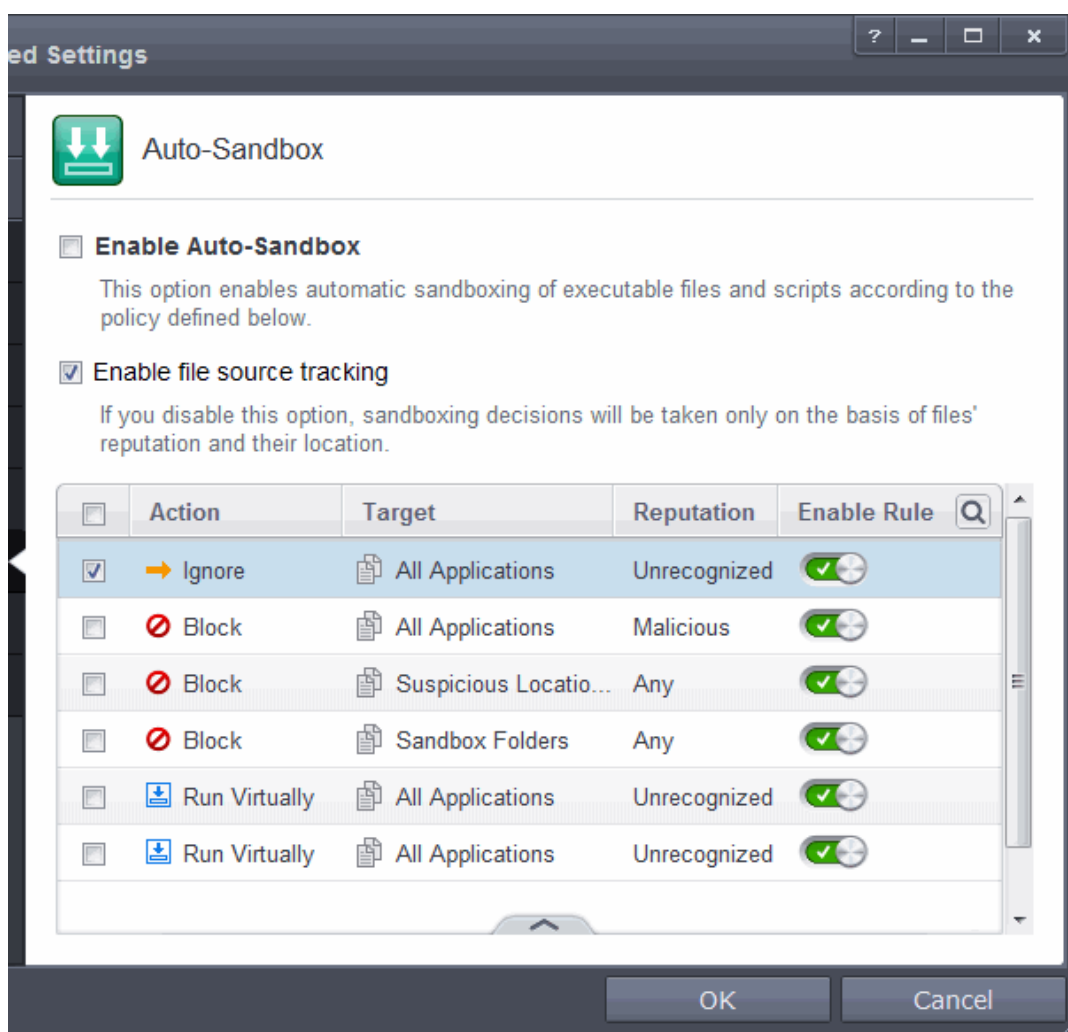 ed Settings
?
Auto-Sandbox
Enable Auto-Sandbox
This option enables automatic sandboxing of executable files and scripts according to the
policy defined below.
Enable file source tracking
If you disable this option, sandboxing decisions will be taken only on the basis of files'
reputation and their location.
Action Target Reputation Enable Rule
Ignore All Applications Unrecognized
Block All Applications Malicious
Block Suspicious Locatio... Any
Block Sandbox Folders Any
Run Virtually All Applications Unrecognized
Run Virtually All Applications Unrecognized
OK Cancel